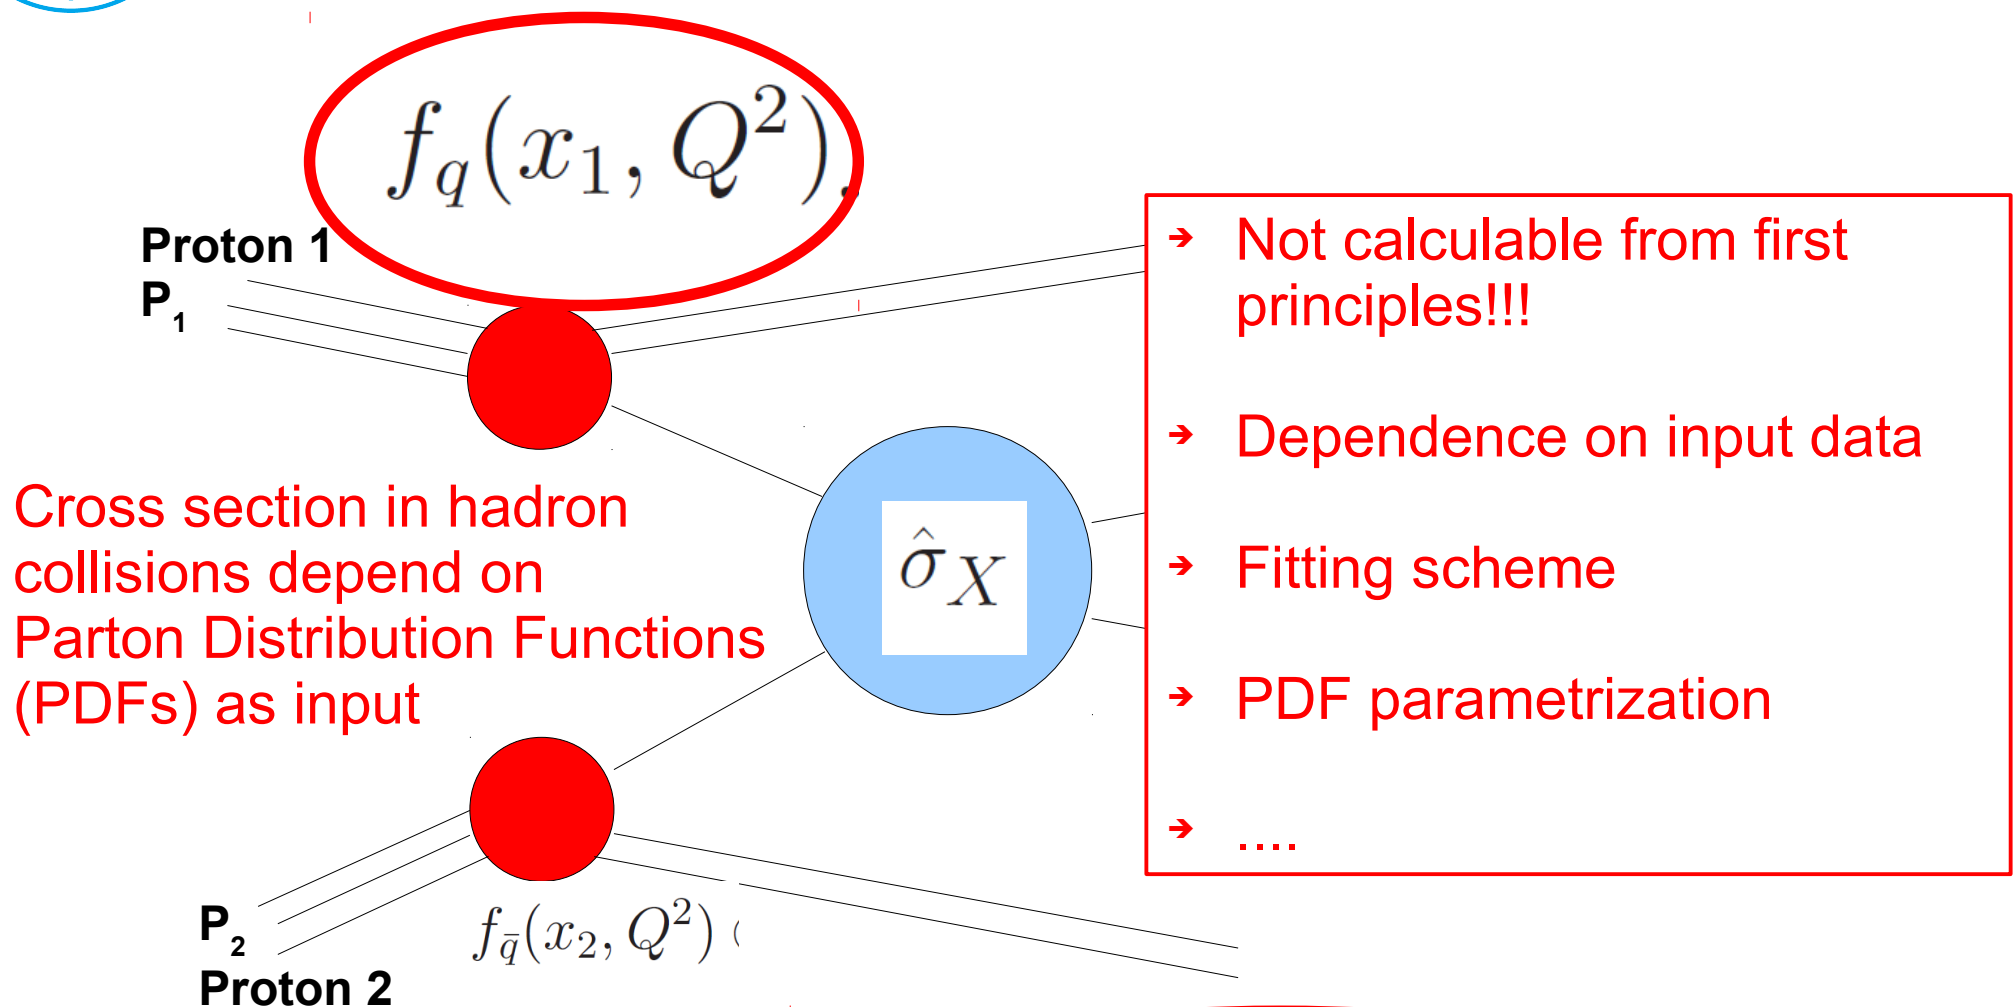 f_q(x_1, Q^2),
Proton 1
P_1
Cross section in hadron
collisions depend on
Parton Distribution Functions
(PDFs) as input
σ̂_X
→ Not calculable from first
principles!!!
→ Dependence on input data
→ Fitting scheme
→ PDF parametrization
→ ....
P_2
Proton 2
f_q̄(x_2, Q^2)